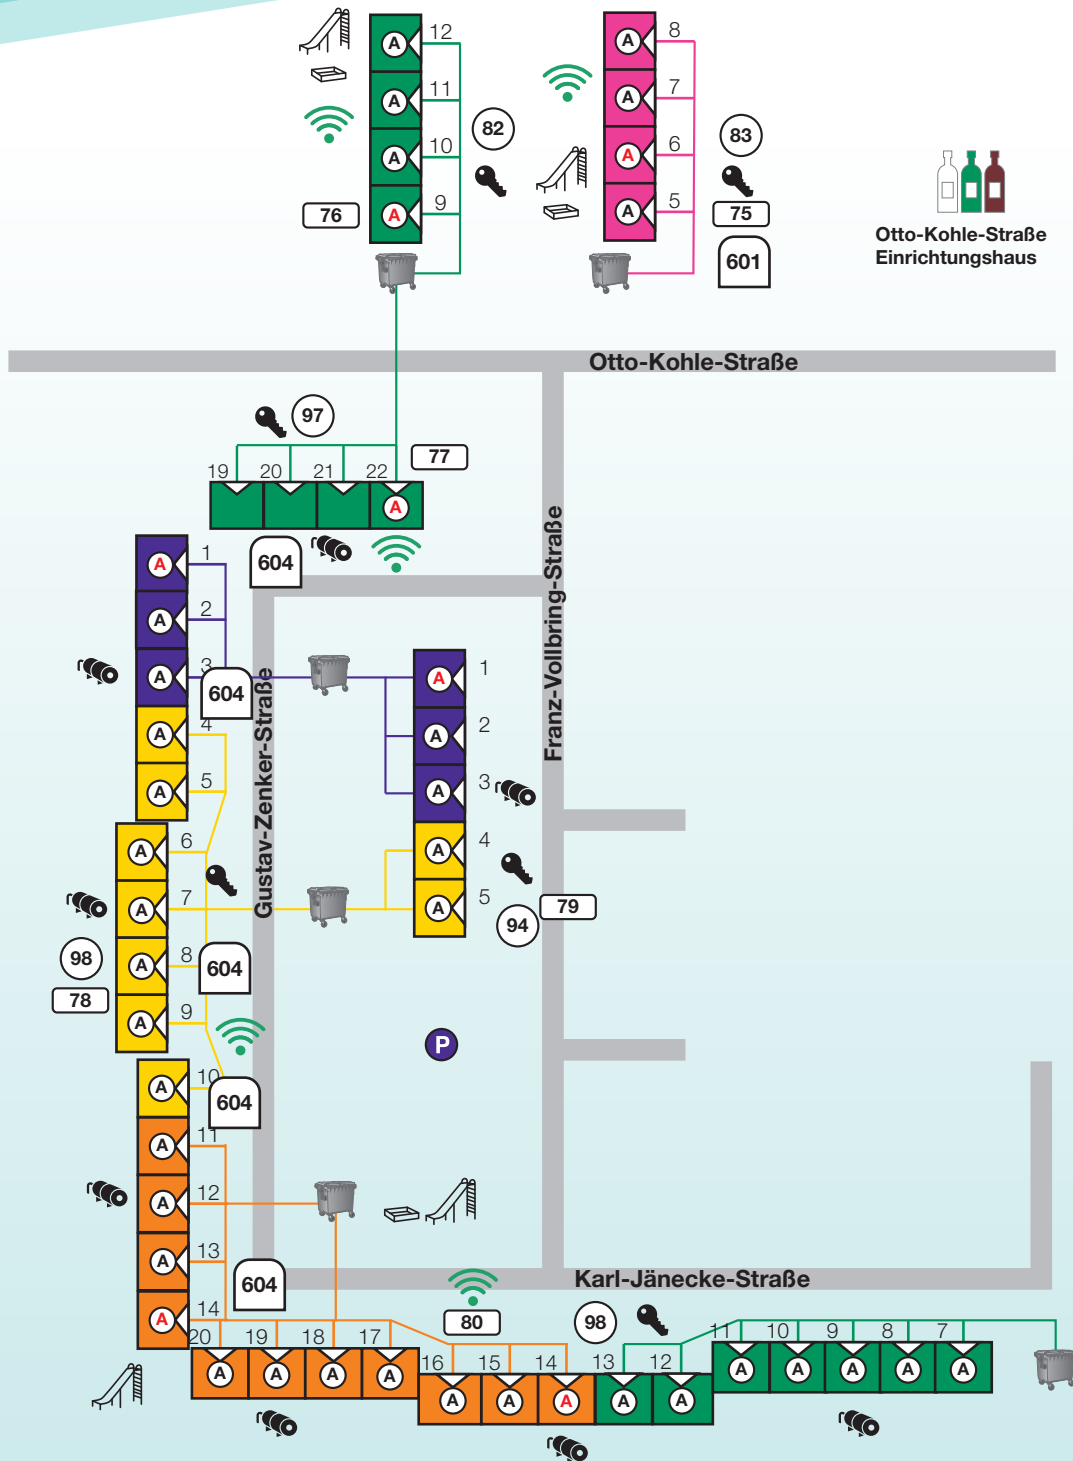 12
A
11
A
10
A
9
A
82
76
8
A
7
A
6
A
5
A
83
75
601
Otto-Kohle-Straße
Einrichtungshaus
Otto-Kohle-Straße
97
77
19
20
21
22
A
604
Franz-Vollbring-Straße
Gustav-Zenker-Straße
1
A
2
A
3
A
604
4
A
5
A
6
A
7
A
8
A
604
9
A
98
78
10
A
604
11
A
12
A
13
A
14
A
604
1
A
2
A
3
A
4
A
5
A
94
79
P
Karl-Jänecke-Straße
80
98
20
19
18
17
16
15
14
13
12
11
10
9
8
7
A
A
A
A
A
A
A
A
A
A
A
A
A
A